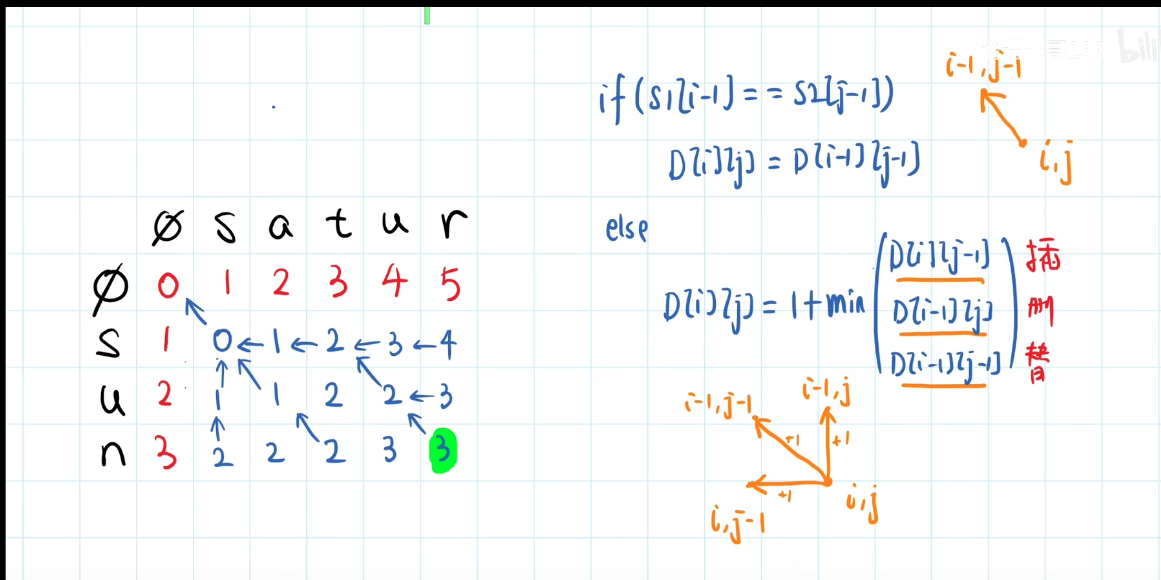 if(S1[i-1] == S2[j-1])
D[i][j] = D[i-1][j-1]
i-1, j-1
i, j
else
D[i][j] = 1 + min
D[i][j-1] 插
D[i-1][j] 删
D[i-1][j-1] 替
∅ s a t u r
∅ 0 1 2 3 4 5
s 1 0 ← 1 ← 2 ← 3 ← 4
u 2 1 1 2 2 ← 3
n 3 2 2 2 3 3
i-1, j-1
i-1, j
+1
+1
+1
i, j-1
i, j
bili